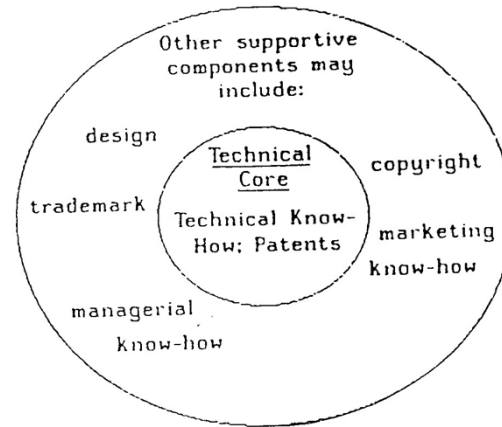 Other supportive
components may
include:
design
trademark
Technical
Core
Technical Know-
How; Patents
copyright
marketing
know-how
managerial
know-how